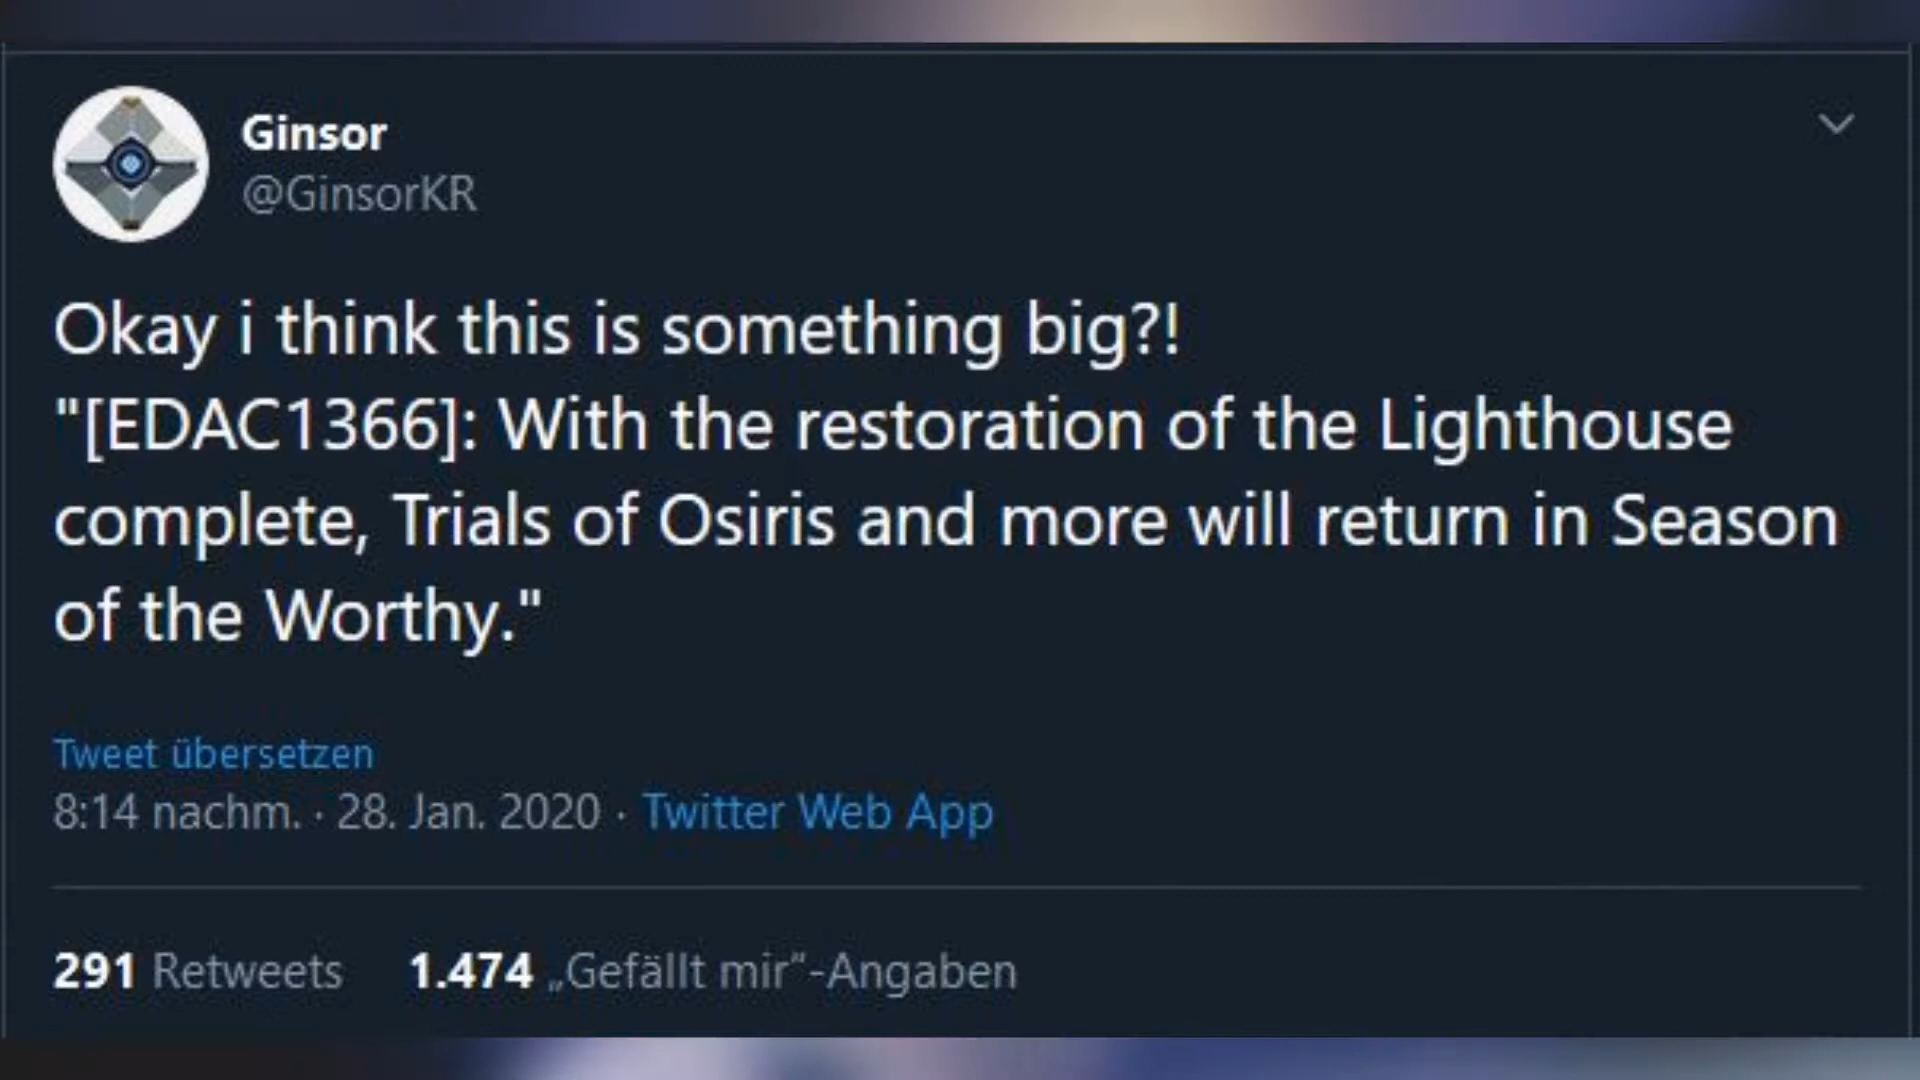 Ginsor
@GinsorKR
Okay i think this is something big?!
"[EDAC1366]: With the restoration of the Lighthouse
complete, Trials of Osiris and more will return in Season
of the Worthy."
Tweet übersetzen
8:14 nachm. · 28. Jan. 2020 · Twitter Web App
291 Retweets 1.474 „Gefällt mir“-Angaben